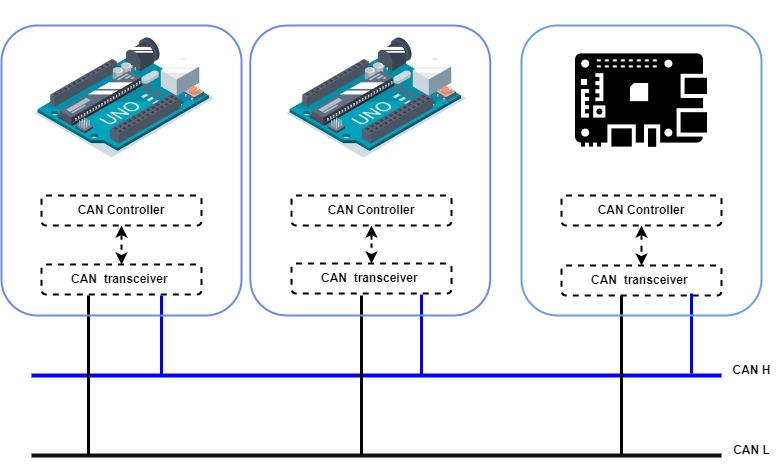 UNO
UNO
CAN Controller
CAN Controller
CAN Controller
CAN transceiver
CAN transceiver
CAN transceiver
CAN H
CAN L